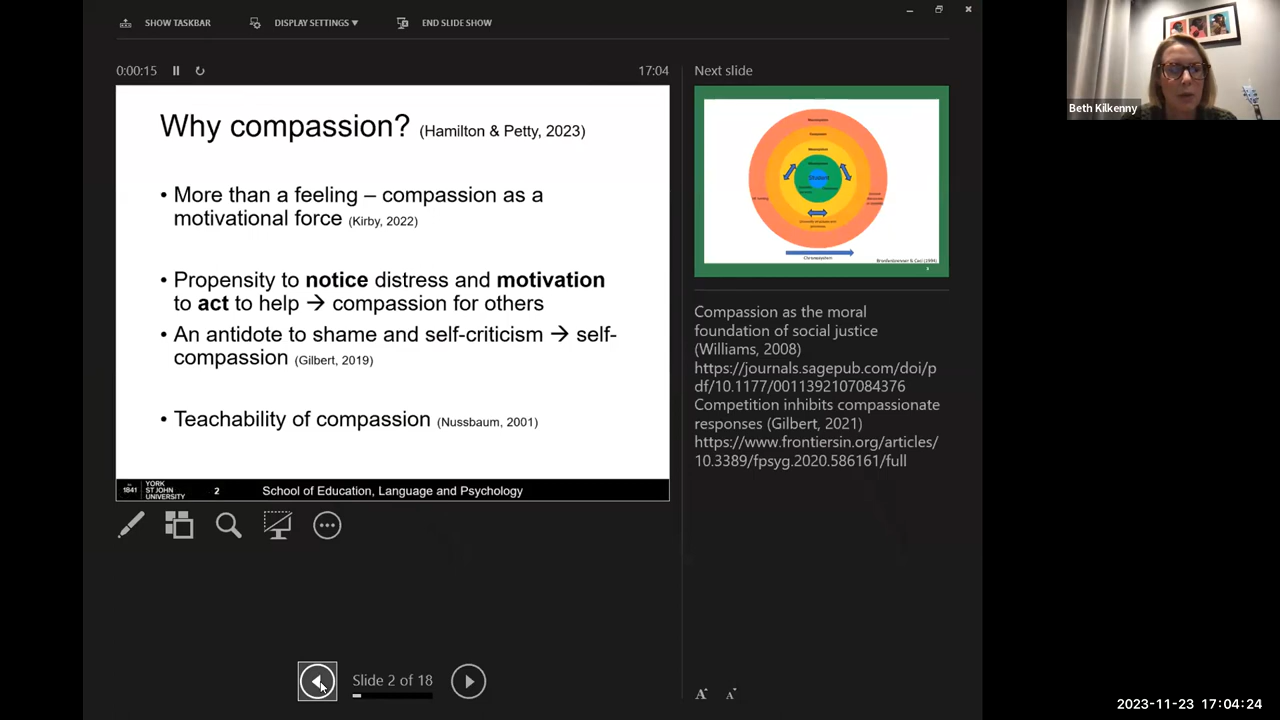 SHOW TASKBAR
DISPLAY SETTINGS ▼
END SLIDE SHOW
0:00:15
17:04
Why compassion? (Hamilton & Petty, 2023)
• More than a feeling – compassion as a
motivational force (Kirby, 2022)
• Propensity to notice distress and motivation
to act to help → compassion for others
• An antidote to shame and self-criticism → self-
compassion (Gilbert, 2019)
• Teachability of compassion (Nussbaum, 2001)
1841
YORK
ST JOHN
UNIVERSITY
2
School of Education, Language and Psychology
Slide 2 of 18
Next slide
Student
Chronosystem
3
Compassion as the moral
foundation of social justice
(Williams, 2008)
https://journals.sagepub.com/doi/p
df/10.1177/0011392107084376
Competition inhibits compassionate
responses (Gilbert, 2021)
https://www.frontiersin.org/articles/
10.3389/fpsyg.2020.586161/full
A A
Beth Kilkenny
2023-11-23 17:04:24